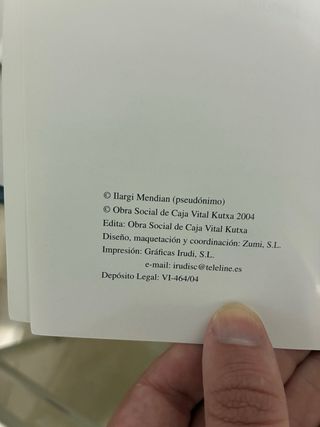 © Ilargi Mendian (pseudónimo)
© Obra Social de Caja Vital Kutxa 2004
Edita: Obra Social de Caja Vital Kutxa
Diseño, maquetación y coordinación: Zumi, S.L.
Impresión: Gráficas Irudi, S.L.
e-mail: irudisc@teleline.es
Depósito Legal: VI-464/04